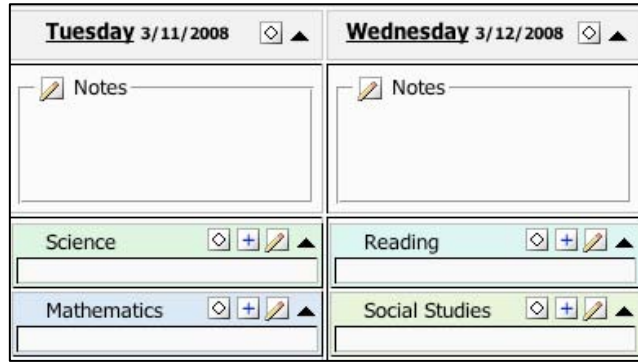 Tuesday 3/11/2008
Wednesday 3/12/2008
Notes
Notes
Science
Reading
Mathematics
Social Studies